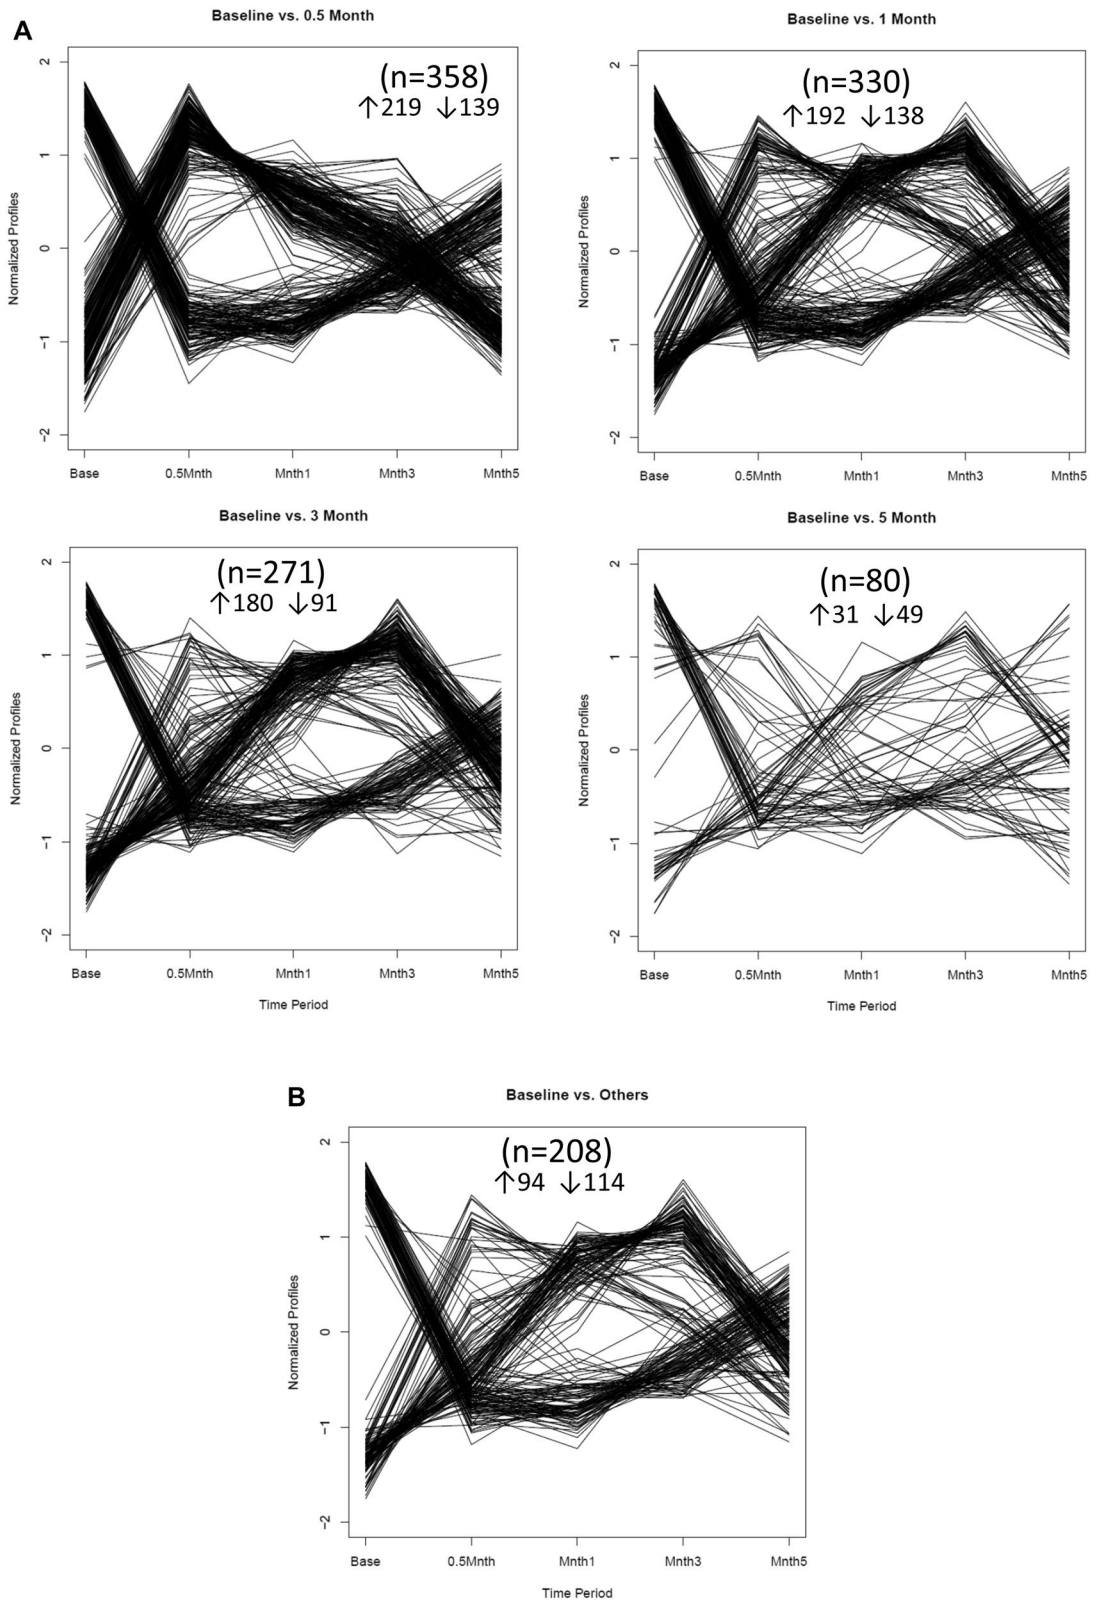 A
Baseline vs. 0.5 Month
(n=358)
↑219 ↓139
Normalized Profiles
2
1
0
−1
−2
Base 0.5Mnth Mnth1 Mnth3 Mnth5
Baseline vs. 1 Month
(n=330)
↑192 ↓138
Normalized Profiles
2
1
0
−1
−2
Base 0.5Mnth Mnth1 Mnth3 Mnth5
Baseline vs. 3 Month
(n=271)
↑180 ↓91
Normalized Profiles
2
1
0
−1
−2
Base 0.5Mnth Mnth1 Mnth3 Mnth5
Time Period
Baseline vs. 5 Month
(n=80)
↑31 ↓49
Normalized Profiles
2
1
0
−1
−2
Base 0.5Mnth Mnth1 Mnth3 Mnth5
Time Period
B
Baseline vs. Others
(n=208)
↑94 ↓114
Normalized Profiles
2
1
0
−1
−2
Base 0.5Mnth Mnth1 Mnth3 Mnth5
Time Period